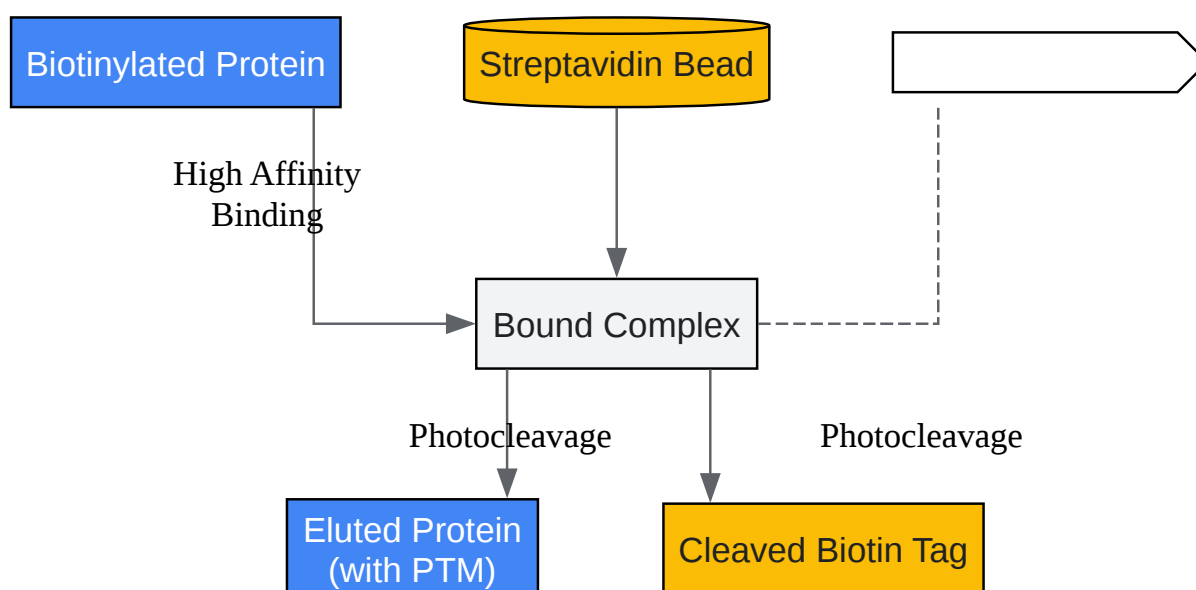 Biotinylated Protein
Streptavidin Bead
High Affinity
Binding
Bound Complex
Photocleavage
Photocleavage
Eluted Protein
(with PTM)
Cleaved Biotin Tag